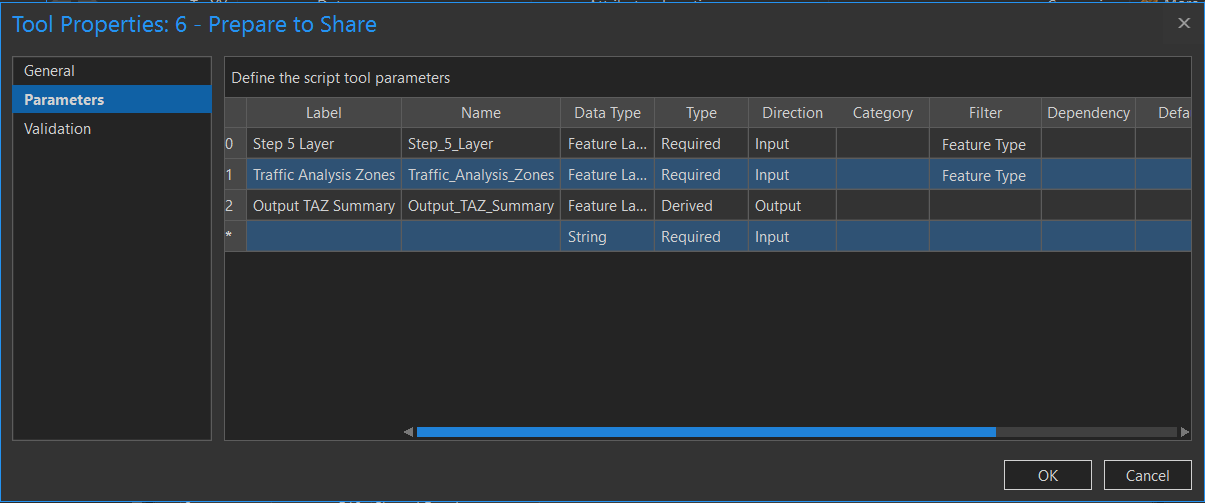 Tool Properties: 6 - Prepare to Share
General
Parameters
Validation
Define the script tool parameters
Label Name Data Type Type Direction Category Filter Dependency Defa
0 Step 5 Layer Step_5_Layer Feature La... Required Input Feature Type
1 Traffic Analysis Zones Traffic_Analysis_Zones Feature La... Required Input Feature Type
2 Output TAZ Summary Output_TAZ_Summary Feature La... Derived Output
* String Required Input
OK Cancel